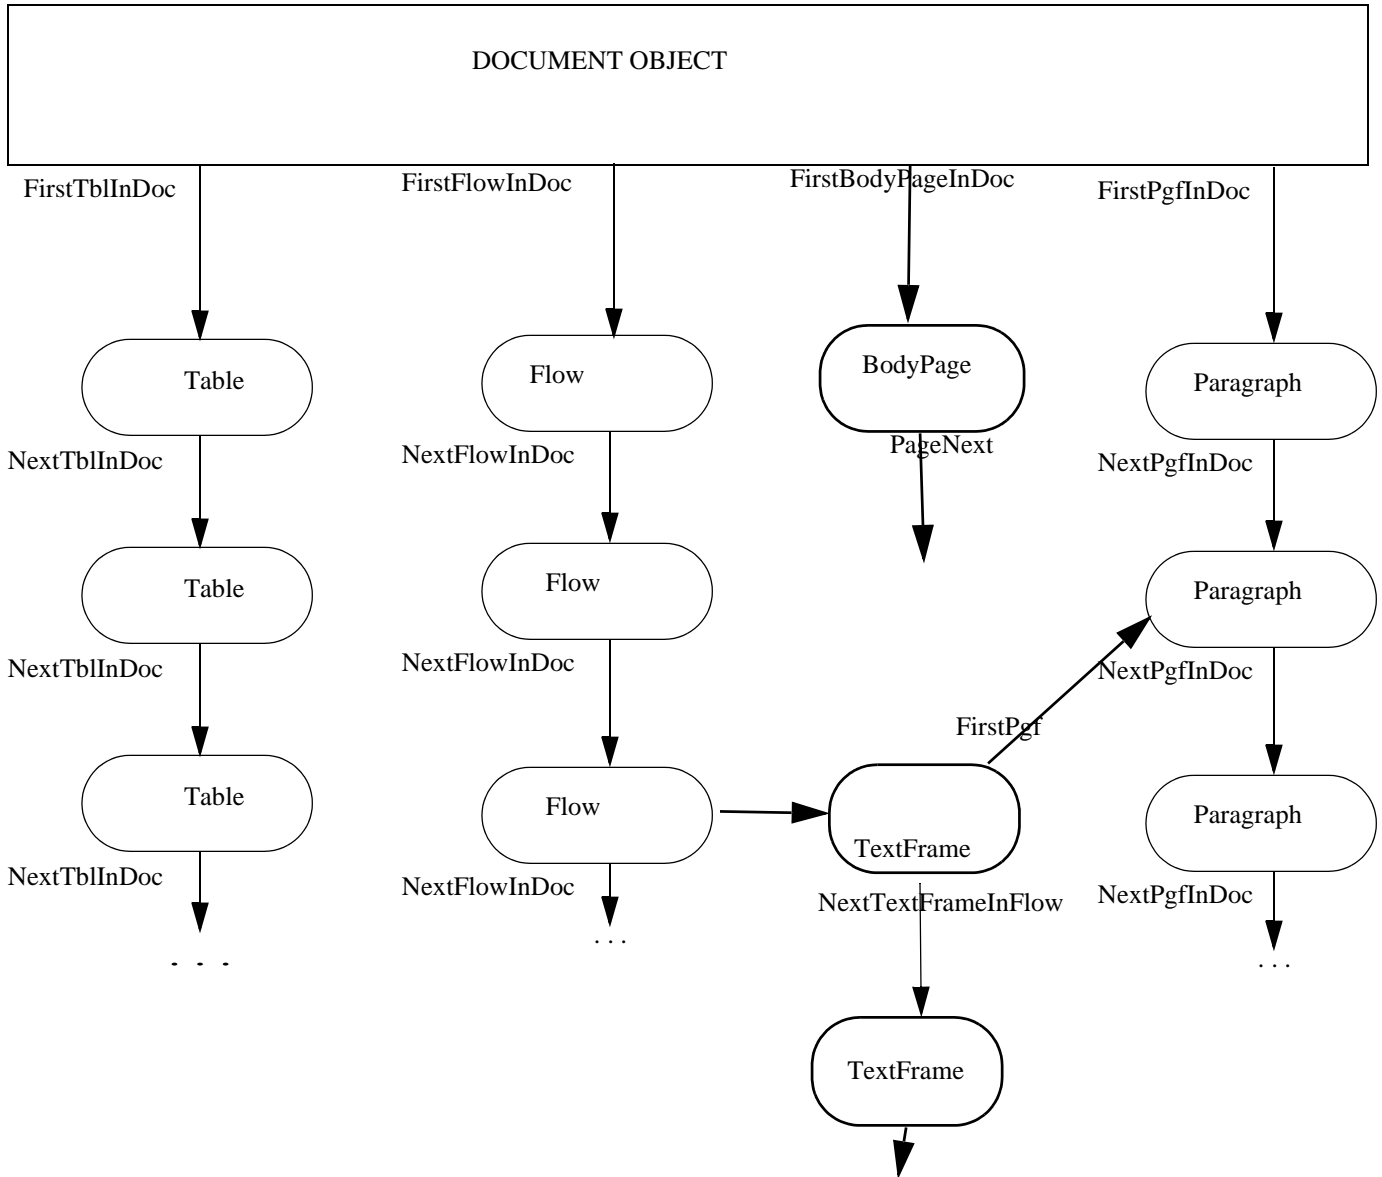 DOCUMENT OBJECT
FirstTblInDoc
FirstFlowInDoc
FirstBodyPageInDoc
FirstPgfInDoc
Table
Flow
BodyPage
Paragraph
NextTblInDoc
NextFlowInDoc
PageNext
NextPgfInDoc
Table
Flow
Paragraph
NextTblInDoc
NextFlowInDoc
NextPgfInDoc
FirstPgf
Table
Flow
TextFrame
Paragraph
NextTblInDoc
NextFlowInDoc
NextTextFrameInFlow
NextPgfInDoc
. . .
. . .
. . .
TextFrame